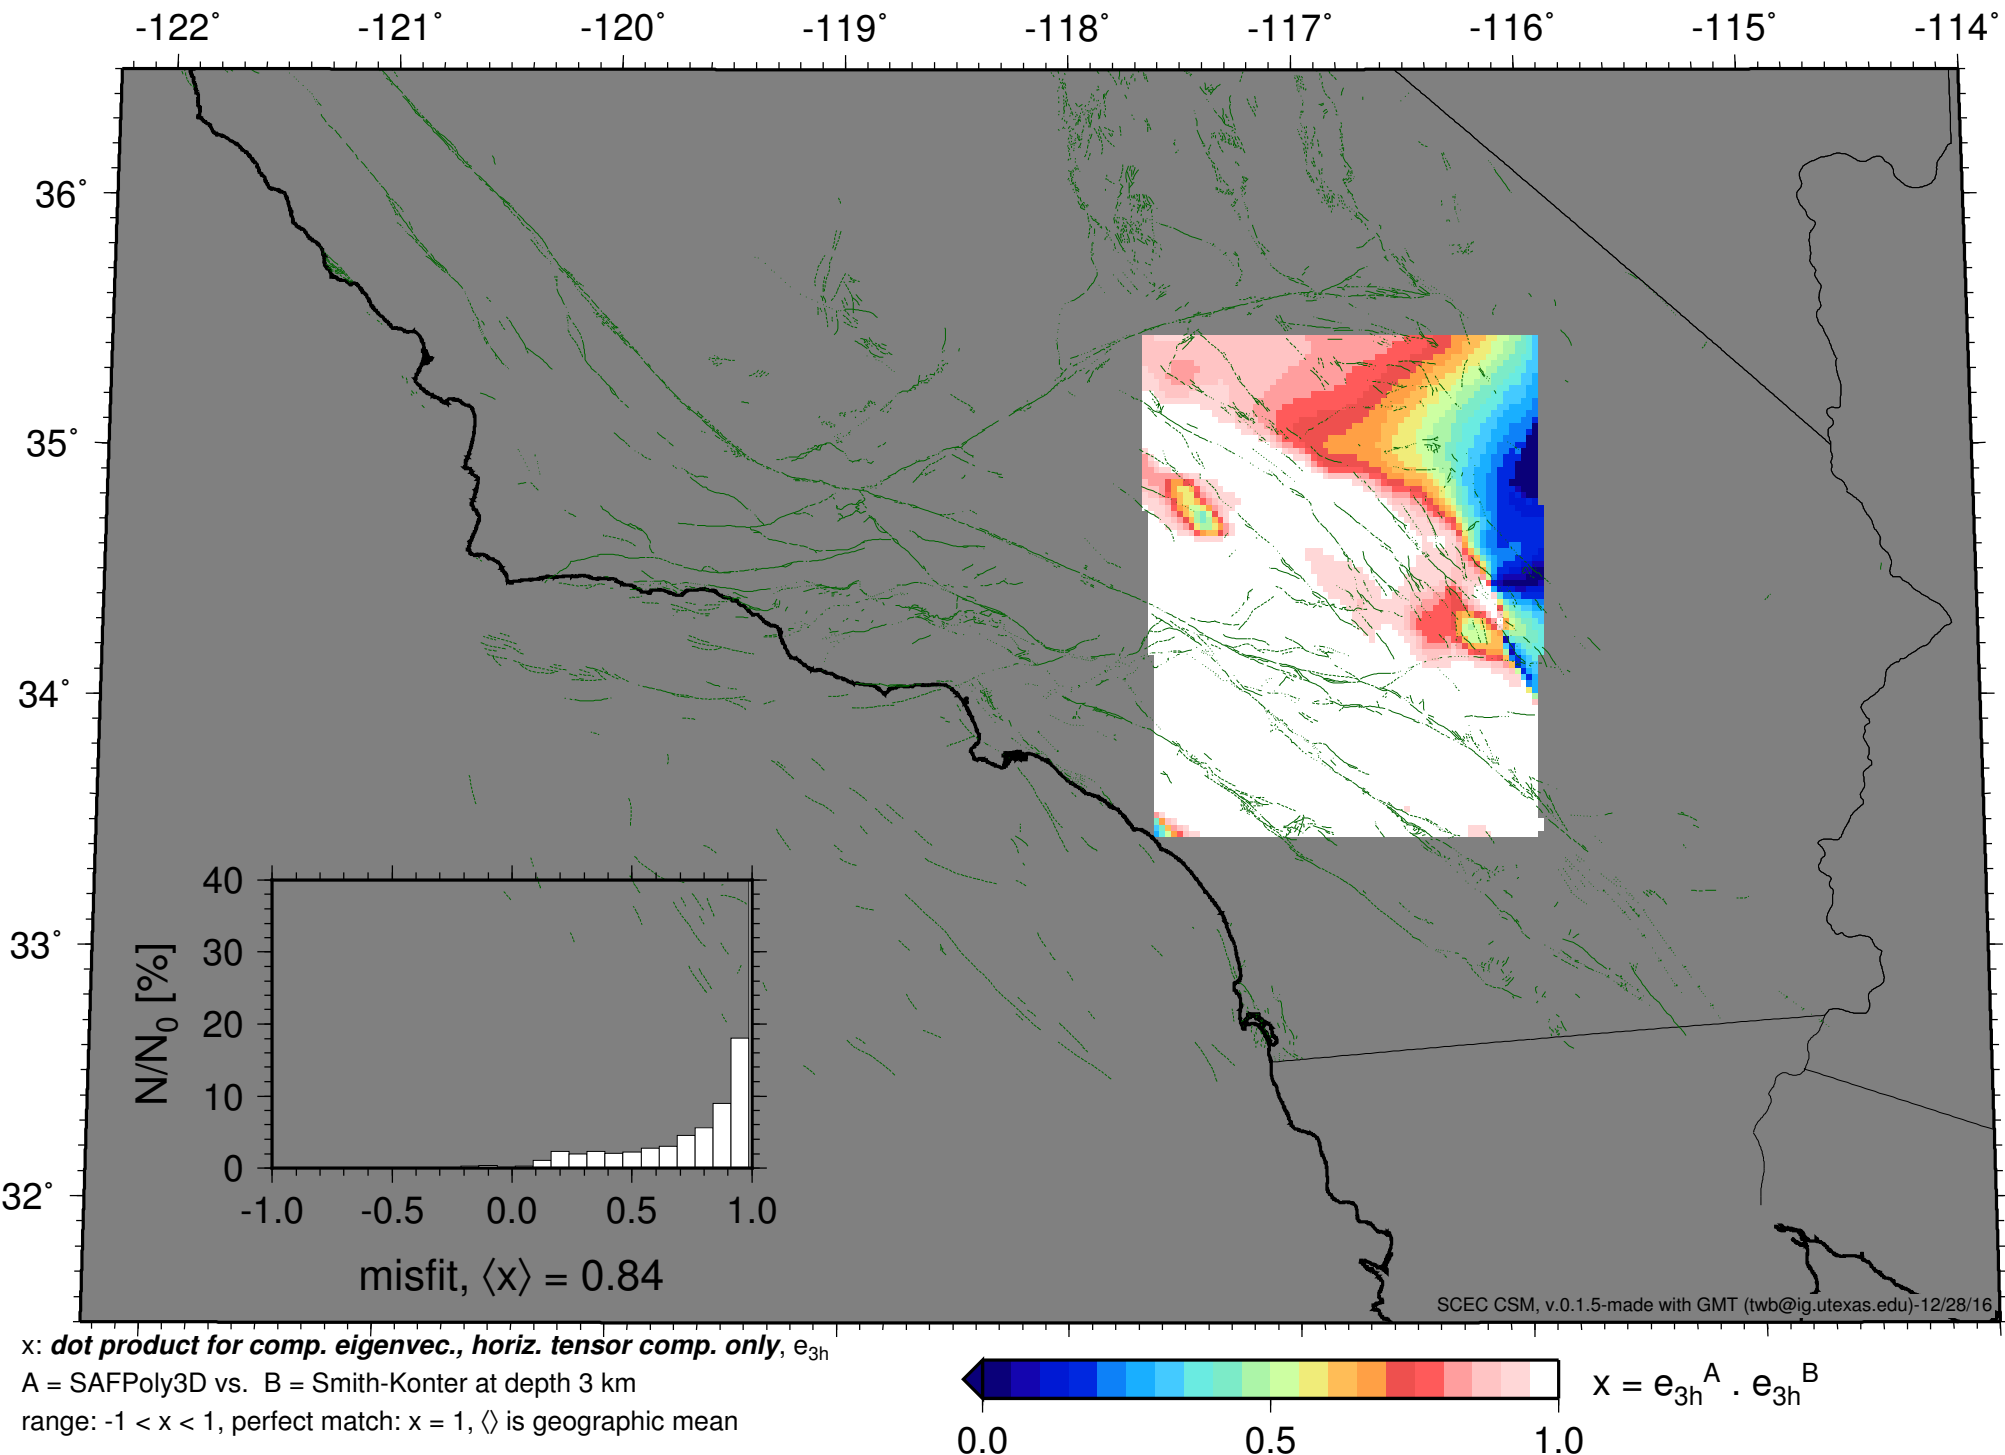 -122° -121° -120° -119° -118° -117° -116° -115° -114°
36°
35°
34°
33°
32°
40
30
20
10
0
N/N0 [%]
-1.0 -0.5 0.0 0.5 1.0
misfit, ⟨x⟩ = 0.84
SCEC CSM, v.0.1.5-made with GMT (twb@ig.utexas.edu)-12/28/16
x: dot product for comp. eigenvec., horiz. tensor comp. only, e3h
A = SAFPoly3D vs. B = Smith-Konter at depth 3 km
range: -1 < x < 1, perfect match: x = 1, ⟨⟩ is geographic mean
x = e3h^A . e3h^B
0.0 0.5 1.0